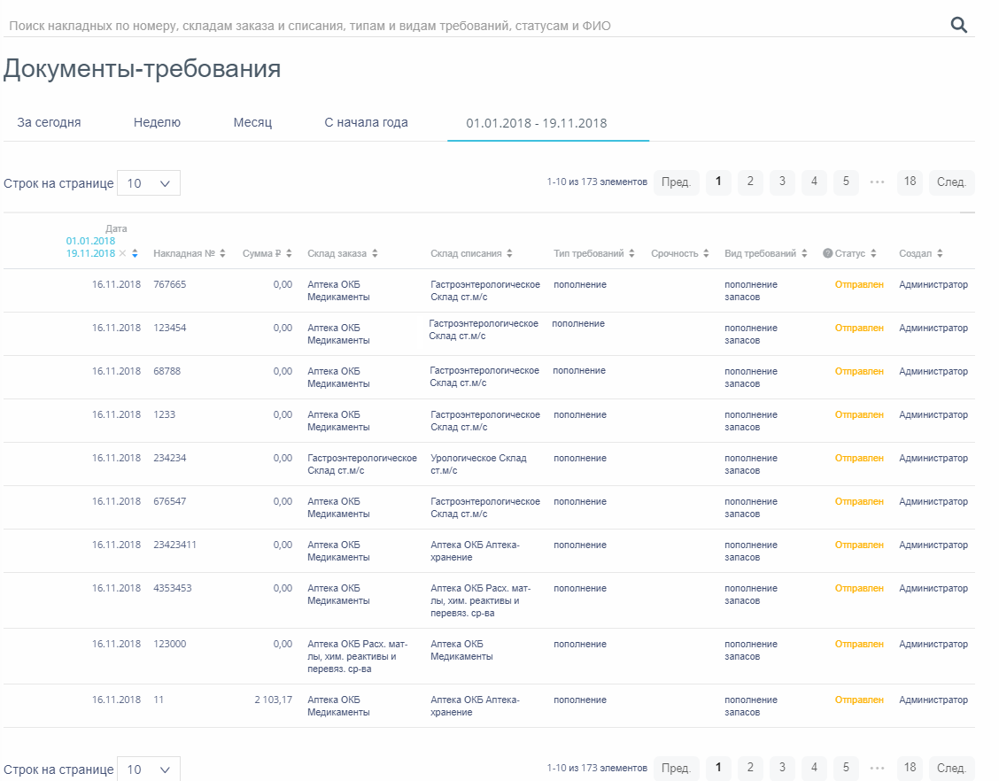 Поиск накладных по номеру, складам заказа и списания, типам и видам требований, статусам и ФИО
Документы-требования
За сегодня Неделю Месяц С начала года 01.01.2018 - 19.11.2018
Строк на странице 10 1-10 из 173 элементов Пред. 1 2 3 4 5 ••• 18 След.
Дата
01.01.2018
19.11.2018 × Накладная № Сумма ₽ Склад заказа Склад списания Тип требований Срочность Вид требований ? Статус Создал
16.11.2018 767665 0,00 Аптека ОКБ Гастроэнтерологическое пополнение пополнение Отправлен Администратор
Медикаменты Склад ст.м/с запасов
16.11.2018 123454 0,00 Аптека ОКБ Гастроэнтерологическое пополнение пополнение Отправлен Администратор
Медикаменты Склад ст.м/с запасов
16.11.2018 68788 0,00 Аптека ОКБ Гастроэнтерологическое пополнение пополнение Отправлен Администратор
Медикаменты Склад ст.м/с запасов
16.11.2018 1233 0,00 Аптека ОКБ Гастроэнтерологическое пополнение пополнение Отправлен Администратор
Медикаменты Склад ст.м/с запасов
16.11.2018 234234 0,00 Гастроэнтерологическое Урологическое Склад пополнение пополнение Отправлен Администратор
Склад ст.м/с ст.м/с запасов
16.11.2018 676547 0,00 Аптека ОКБ Гастроэнтерологическое пополнение пополнение Отправлен Администратор
Медикаменты Склад ст.м/с запасов
16.11.2018 23423411 0,00 Аптека ОКБ Аптека ОКБ Аптека- пополнение пополнение Отправлен Администратор
Медикаменты хранение запасов
16.11.2018 4353453 0,00 Аптека ОКБ Аптека ОКБ Расх. мат- пополнение пополнение Отправлен Администратор
Медикаменты лы, хим. реактивы и запасов
перевяз. ср-ва
16.11.2018 123000 0,00 Аптека ОКБ Расх. мат- Аптека ОКБ пополнение пополнение Отправлен Администратор
лы, хим. реактивы и Медикаменты запасов
перевяз. ср-ва
16.11.2018 11 2 103,17 Аптека ОКБ Аптека ОКБ Аптека- пополнение пополнение Отправлен Администратор
Медикаменты хранение запасов
Строк на странице 10 1-10 из 173 элементов Пред. 1 2 3 4 5 ••• 18 След.